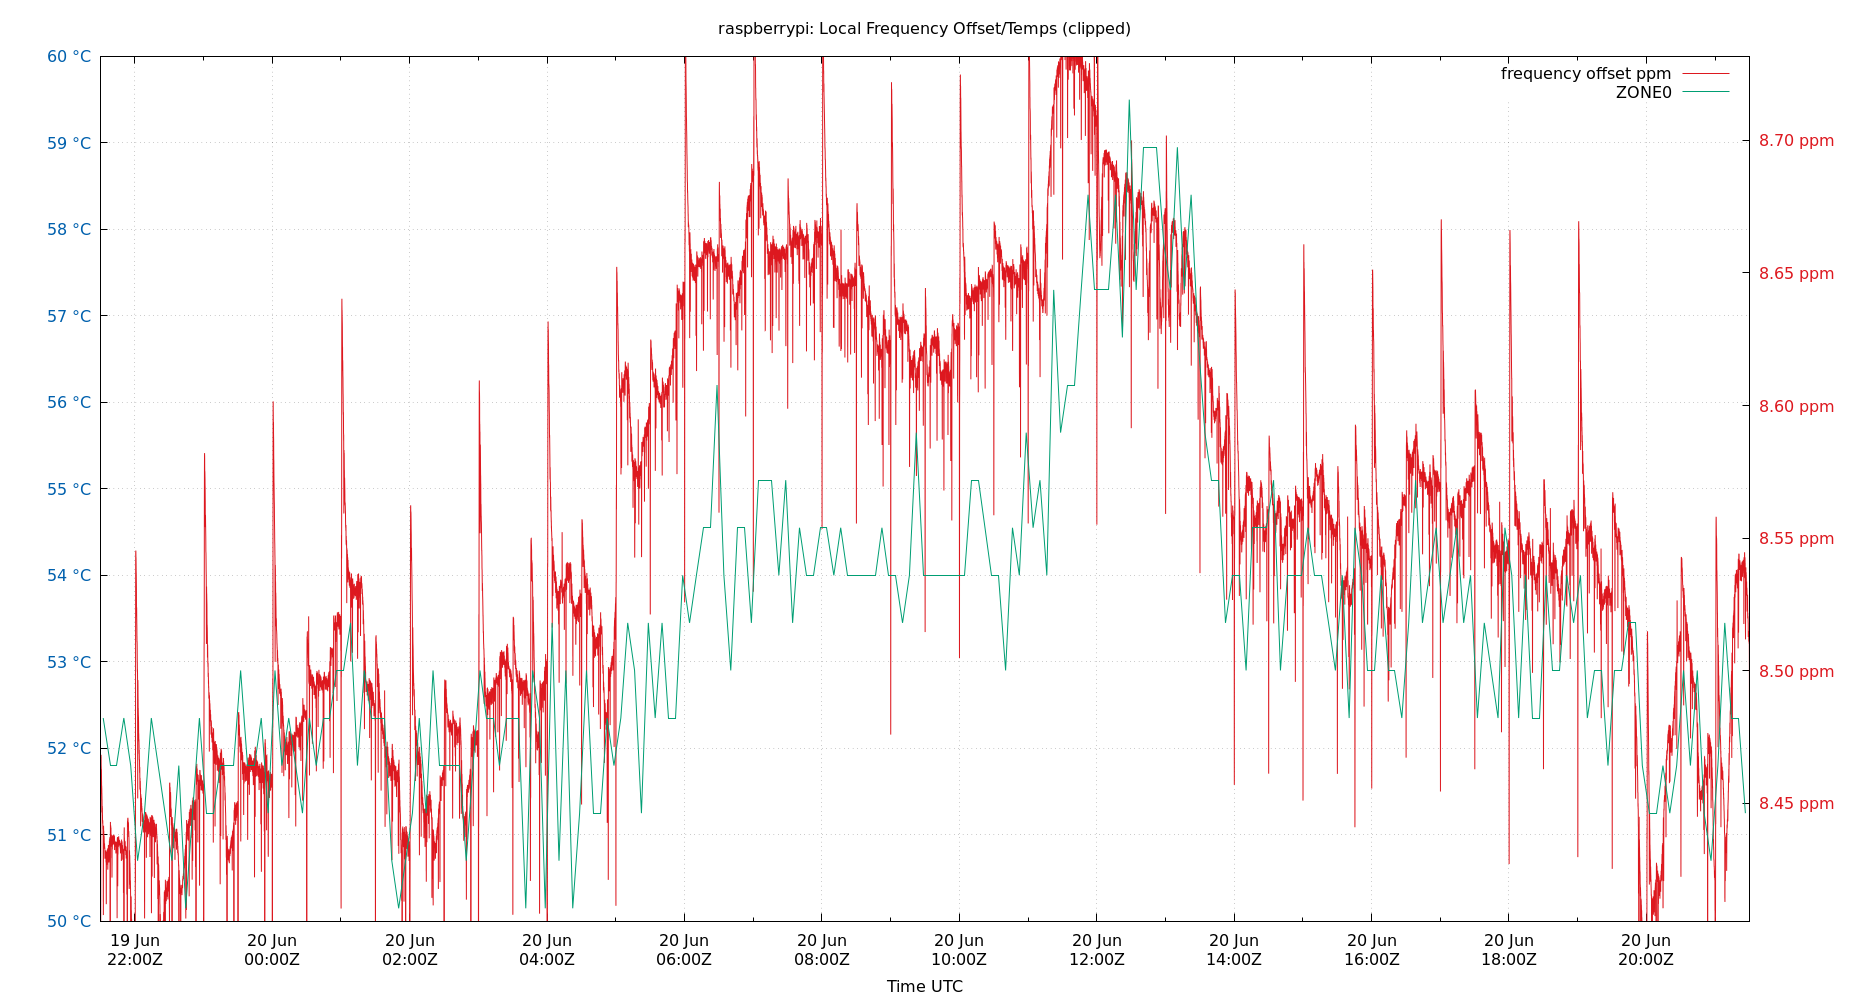 raspberrypi: Local Frequency Offset/Temps (clipped)
frequency offset ppm
ZONE0
60 °C
59 °C
58 °C
57 °C
56 °C
55 °C
54 °C
53 °C
52 °C
51 °C
50 °C
8.70 ppm
8.65 ppm
8.60 ppm
8.55 ppm
8.50 ppm
8.45 ppm
19 Jun 20 Jun 20 Jun 20 Jun 20 Jun 20 Jun 20 Jun 20 Jun 20 Jun 20 Jun 20 Jun 20 Jun
22:00Z 00:00Z 02:00Z 04:00Z 06:00Z 08:00Z 10:00Z 12:00Z 14:00Z 16:00Z 18:00Z 20:00Z
Time UTC